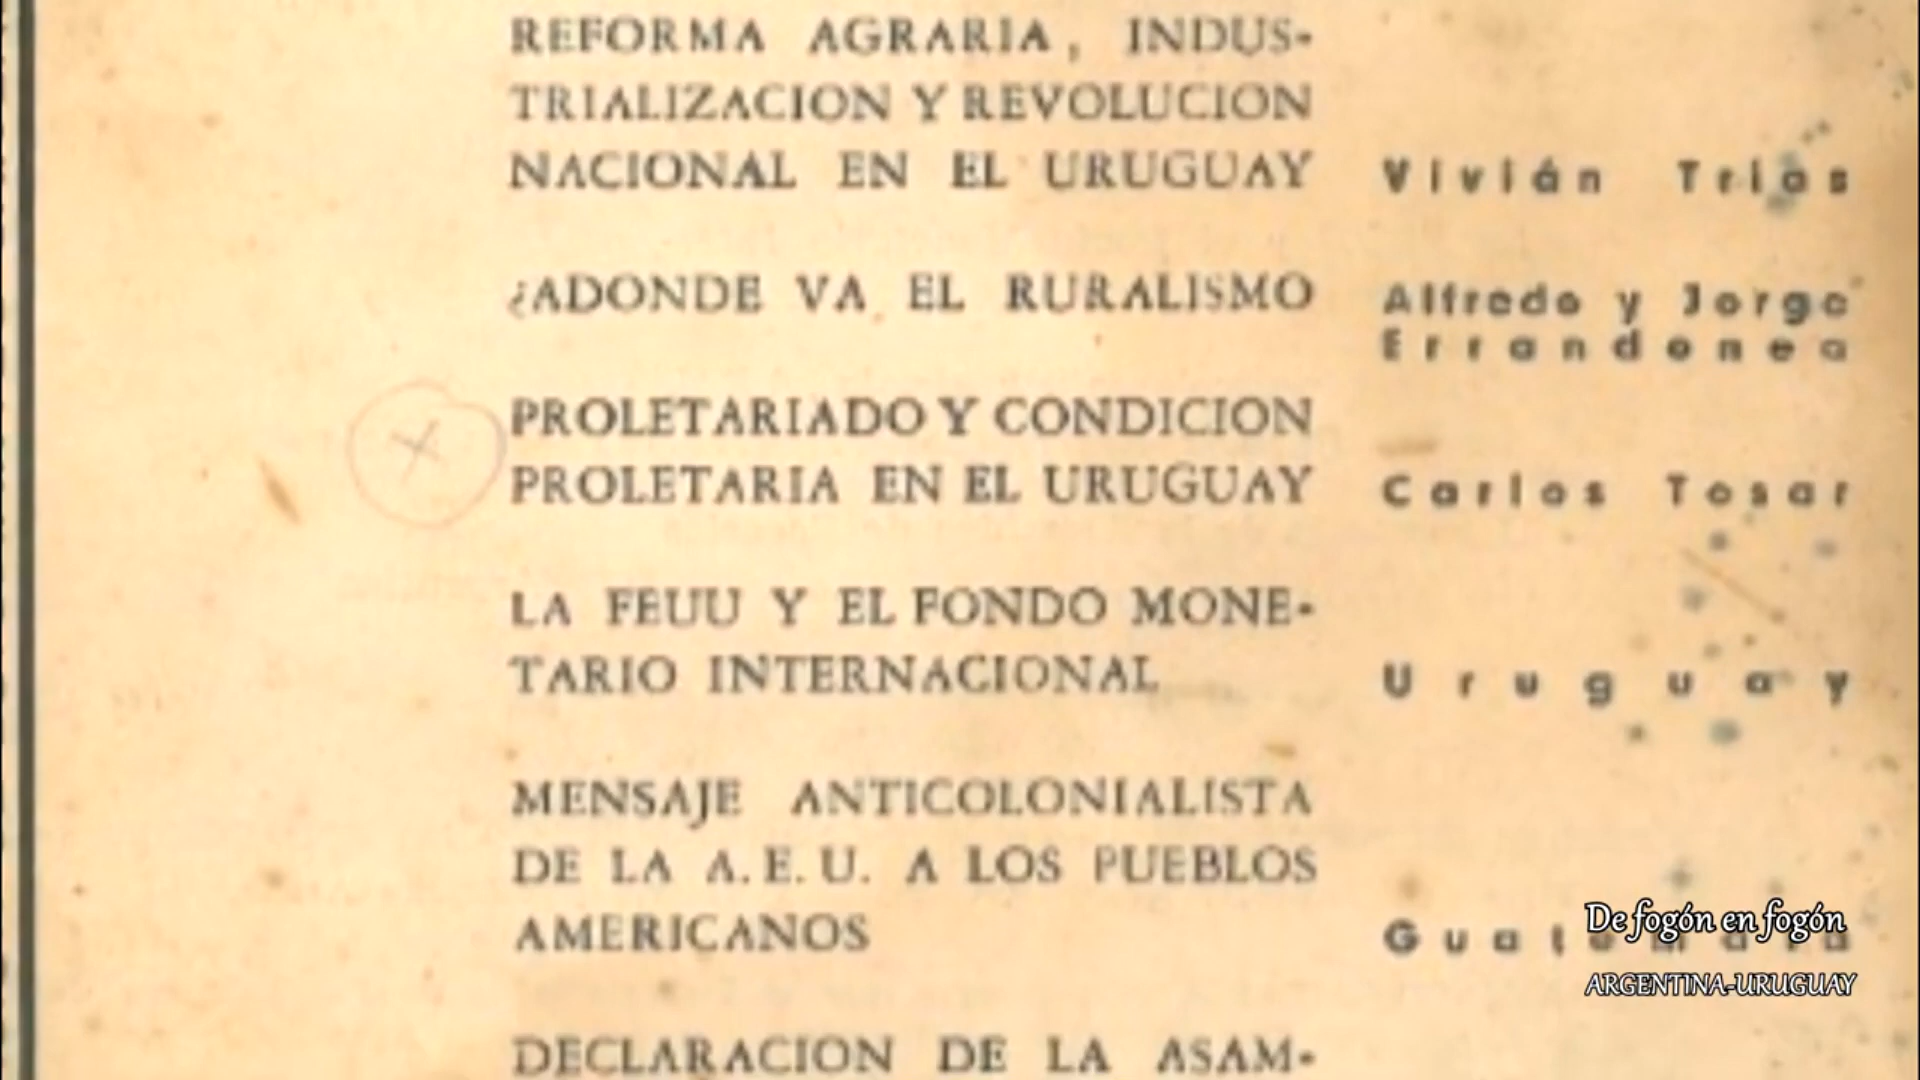 REFORMA AGRARIA, INDUS-
TRIALIZACION Y REVOLUCION
NACIONAL EN EL URUGUAY Vivián Trías
¿ADONDE VA EL RURALISMO Alfredo y Jorge
Errandonea
PROLETARIADO Y CONDICION
PROLETARIA EN EL URUGUAY Carlos Tosar
LA FEUU Y EL FONDO MONE-
TARIO INTERNACIONAL Uruguay
MENSAJE ANTICOLONIALISTA
DE LA A.E.U. A LOS PUEBLOS
AMERICANOS Guatemala
DECLARACION DE LA ASAM-
De fogón en fogón
ARGENTINA-URUGUAY